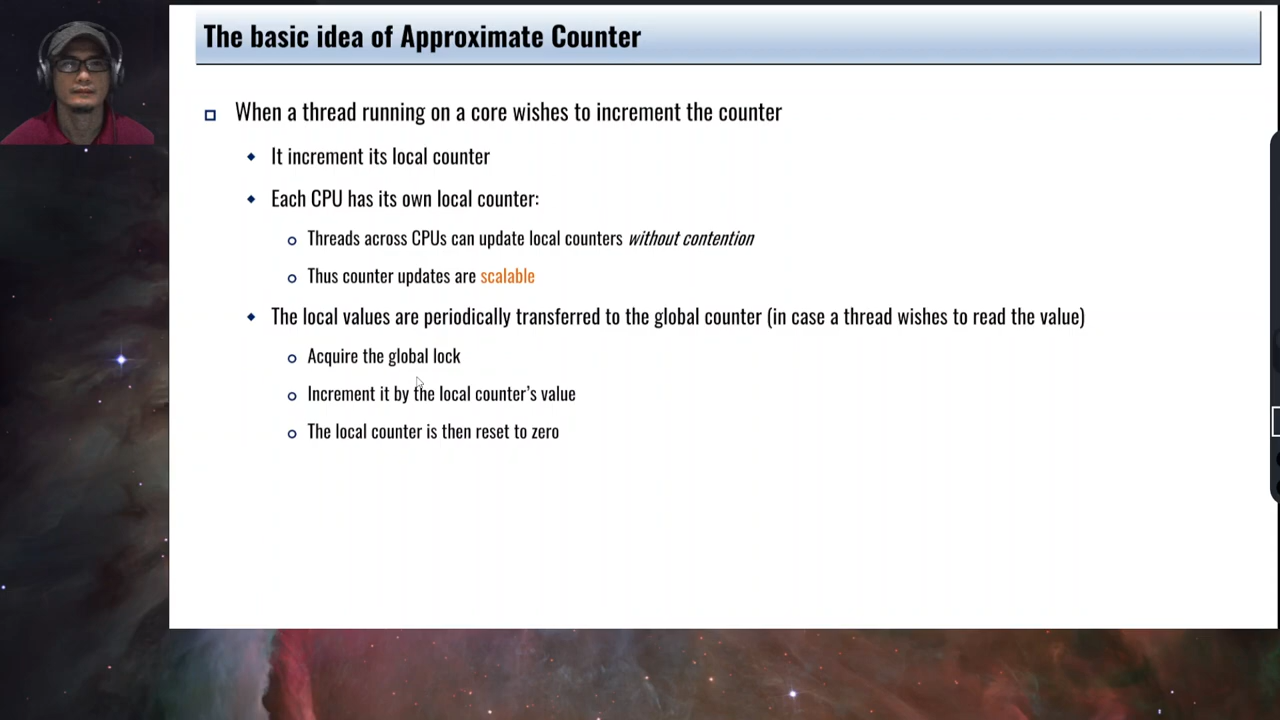 The basic idea of Approximate Counter
When a thread running on a core wishes to increment the counter
It increment its local counter
Each CPU has its own local counter:
Threads across CPUs can update local counters without contention
Thus counter updates are scalable
The local values are periodically transferred to the global counter (in case a thread wishes to read the value)
Acquire the global lock
Increment it by the local counter’s value
The local counter is then reset to zero